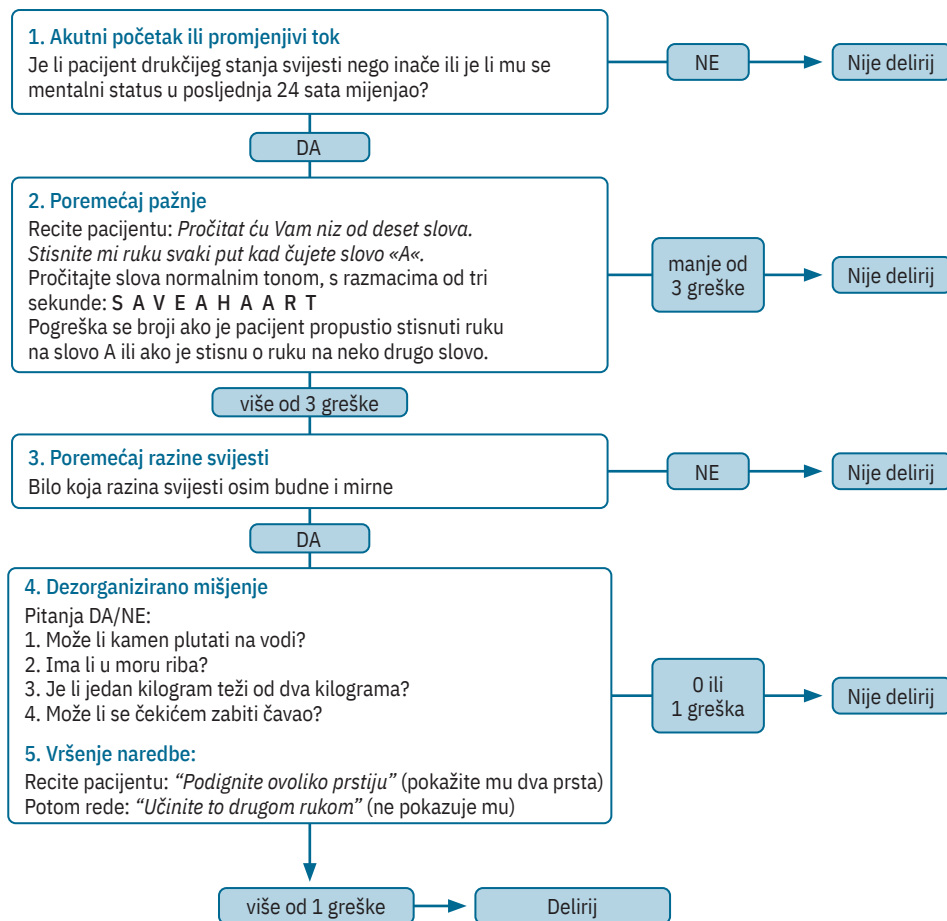 1. Akutni početak ili promjenjivi tok
Je li pacijent drukčijeg stanja svijesti nego inače ili je li mu se
mentalni status u posljednja 24 sata mijenjao?
NE
Nije delirij
DA
2. Poremećaj pažnje
Recite pacijentu: Pročitat ću Vam niz od deset slova.
Stisnite mi ruku svaki put kad čujete slovo «A«.
Pročitajte slova normalnim tonom, s razmacima od tri
sekunde: S A V E A H A A R T
Pogreška se broji ako je pacijent propustio stisnuti ruku
na slovo A ili ako je stisnu o ruku na neko drugo slovo.
manje od
3 greške
Nije delirij
više od 3 greške
3. Poremećaj razine svijesti
Bilo koja razina svijesti osim budne i mirne
NE
Nije delirij
DA
4. Dezorganizirano mišjenje
Pitanja DA/NE:
1. Može li kamen plutati na vodi?
2. Ima li u moru riba?
3. Je li jedan kilogram teži od dva kilograma?
4. Može li se čekićem zabiti čavao?
5. Vršenje naredbe:
Recite pacijentu: “Podignite ovoliko prstiju” (pokažite mu dva prsta)
Potom rede: “Učinite to drugom rukom” (ne pokazuje mu)
0 ili
1 greška
Nije delirij
više od 1 greške
Delirij